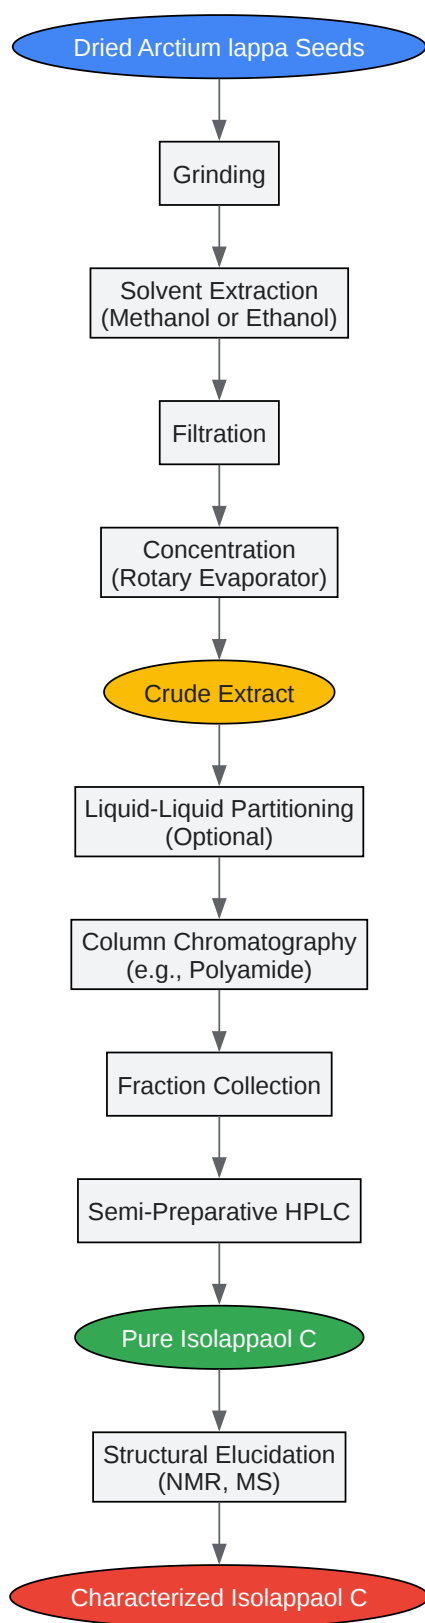 Dried Arctium lappa Seeds
Grinding
Solvent Extraction
(Methanol or Ethanol)
Filtration
Concentration
(Rotary Evaporator)
Crude Extract
Liquid-Liquid Partitioning
(Optional)
Column Chromatography
(e.g., Polyamide)
Fraction Collection
Semi-Preparative HPLC
Pure Isolappaol C
Structural Elucidation
(NMR, MS)
Characterized Isolappaol C